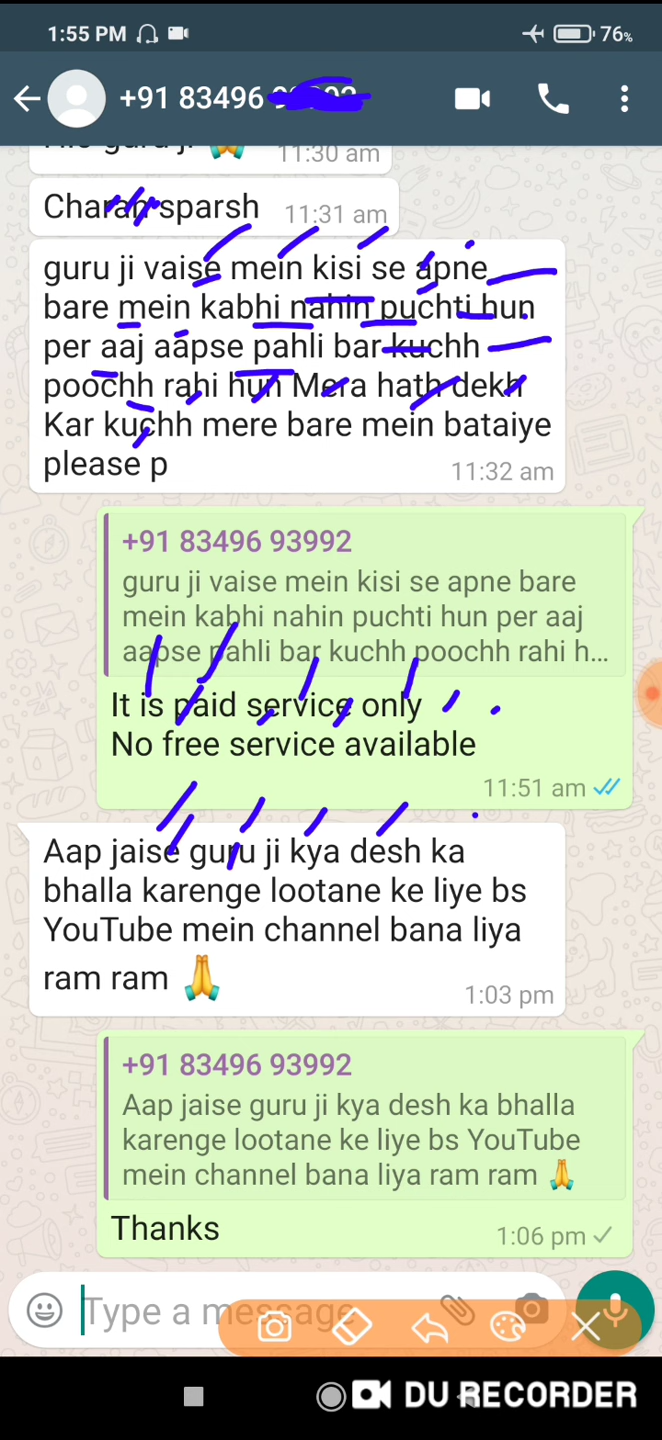 1:55 PM
76%
+91 83496
11:30 am
Charan sparsh 11:31 am
guru ji vaise mein kisi se apne
bare mein kabhi nahin puchti hun
per aaj aapse pahli bar kuchh
poochh rahi hun Mera hath dekh
Kar kuchh mere bare mein bataiye
please p 11:32 am
+91 83496 93992
guru ji vaise mein kisi se apne bare
mein kabhi nahin puchti hun per aaj
aapse pahli bar kuchh poochh rahi h...
It is paid service only
No free service available
11:51 am
Aap jaise guru ji kya desh ka
bhalla karenge lootane ke liye bs
YouTube mein channel bana liya
ram ram 🙏 1:03 pm
+91 83496 93992
Aap jaise guru ji kya desh ka bhalla
karenge lootane ke liye bs YouTube
mein channel bana liya ram ram 🙏
Thanks 1:06 pm
Type a message
DU RECORDER